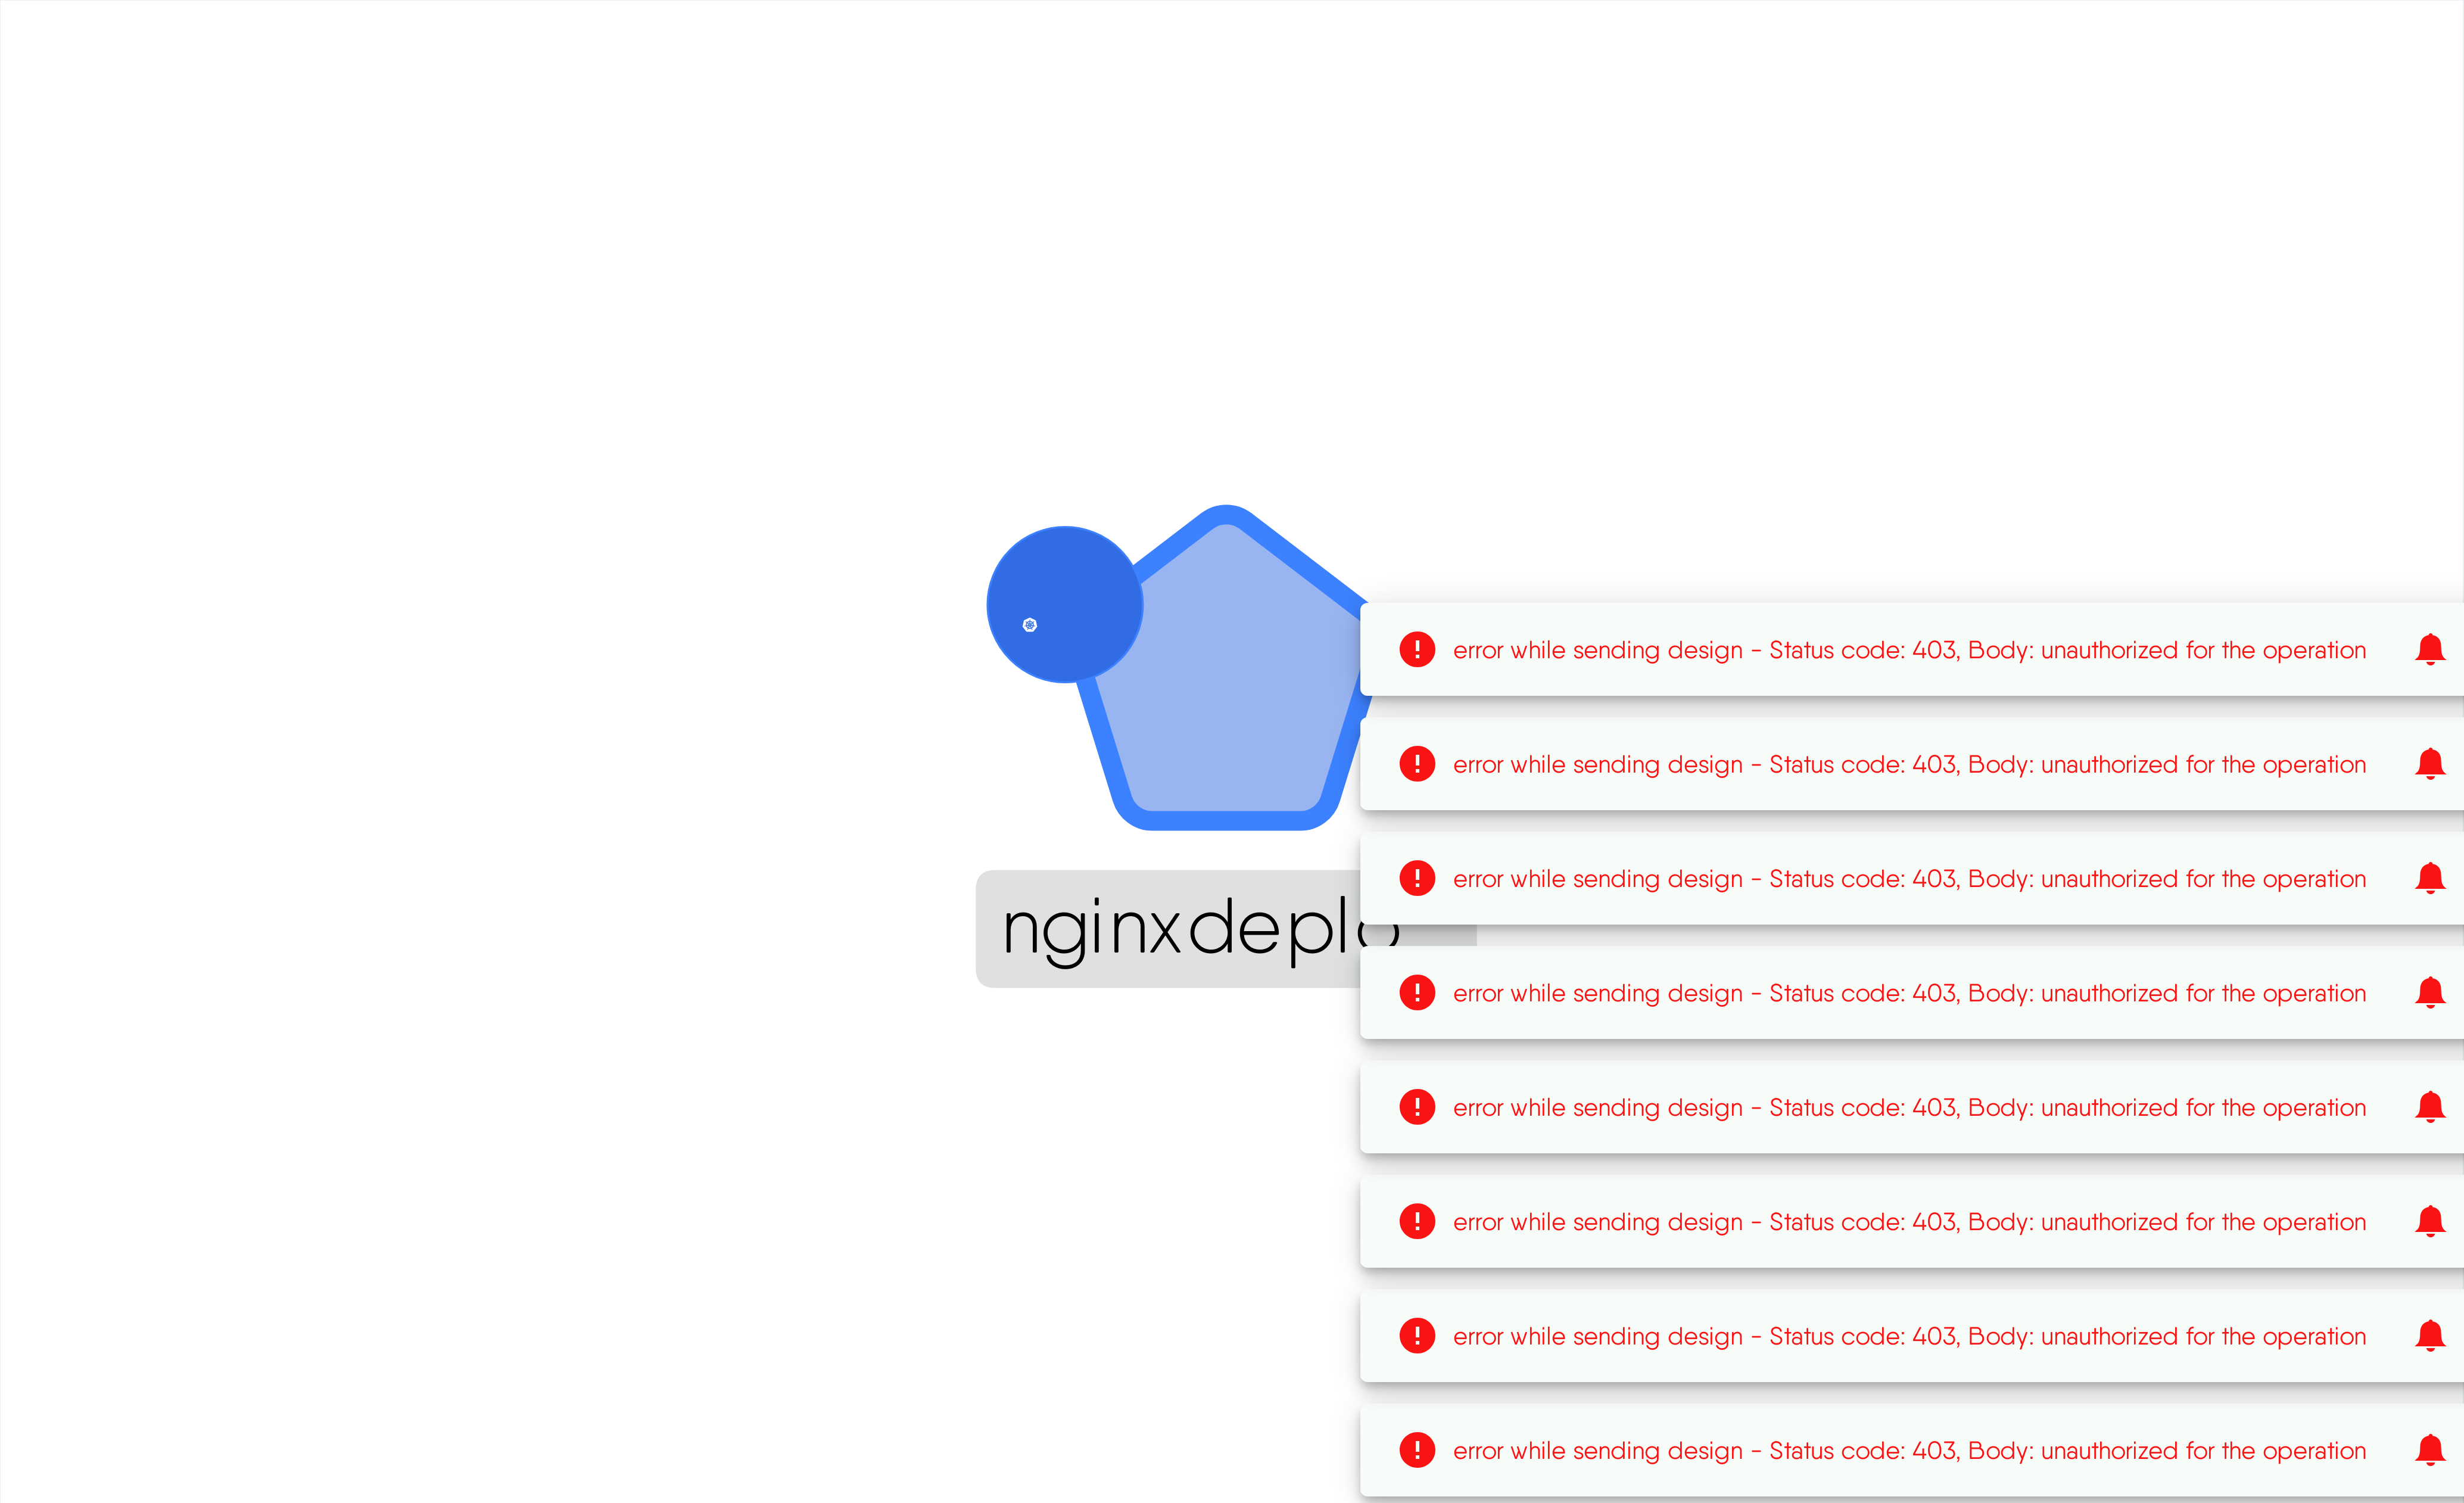 nginxdeplo
error while sending design - Status code: 403, Body: unauthorized for the operation
error while sending design - Status code: 403, Body: unauthorized for the operation
error while sending design - Status code: 403, Body: unauthorized for the operation
error while sending design - Status code: 403, Body: unauthorized for the operation
error while sending design - Status code: 403, Body: unauthorized for the operation
error while sending design - Status code: 403, Body: unauthorized for the operation
error while sending design - Status code: 403, Body: unauthorized for the operation
error while sending design - Status code: 403, Body: unauthorized for the operation